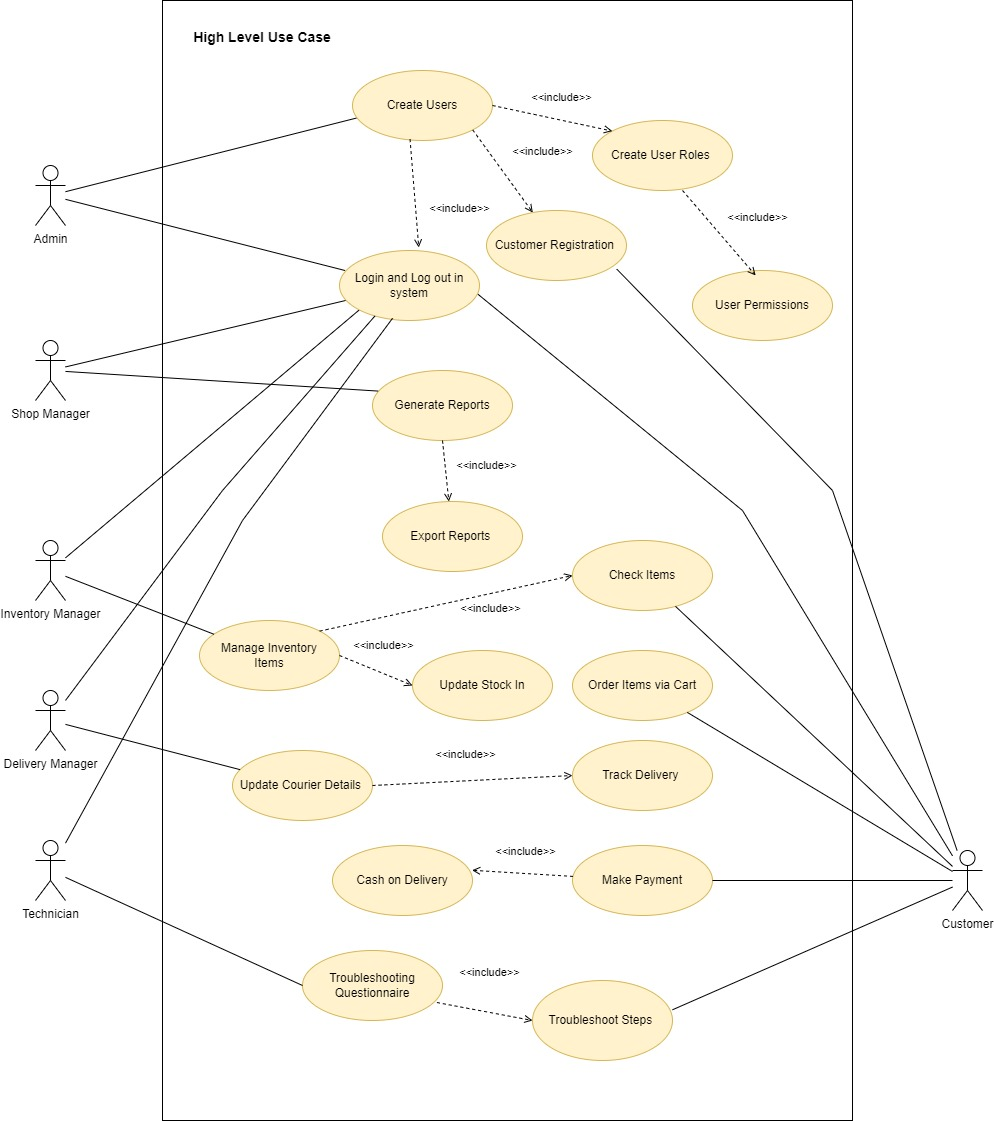 High Level Use Case
Create Users
<<include>>
Create User Roles
<<include>>
<<include>>
<<include>>
Admin
Customer Registration
Login and Log out in
system
User Permissions
Shop Manager
Generate Reports
<<include>>
Export Reports
Check Items
Inventory Manager
<<include>>
Manage Inventory
Items
<<include>>
Update Stock In
Order Items via Cart
Delivery Manager
<<include>>
Update Courier Details
Track Delivery
<<include>>
Cash on Delivery
Make Payment
Technician
Customer
Troubleshooting
Questionnaire
<<include>>
Troubleshoot Steps